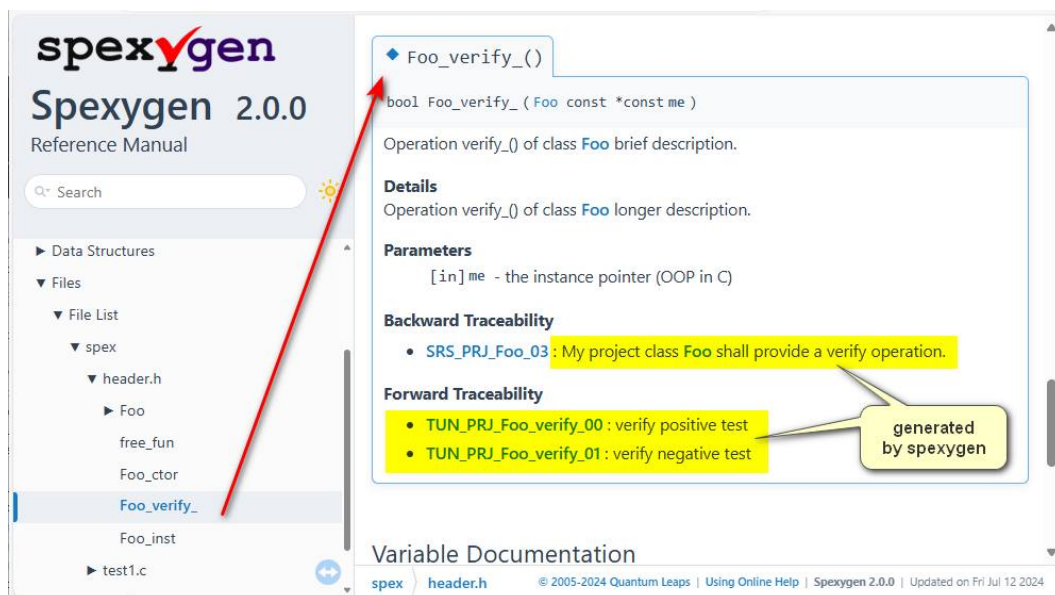 spexygen
Spexygen 2.0.0
Reference Manual
Search
► Data Structures
▼ Files
▼ File List
▼ spex
▼ header.h
► Foo
free_fun
Foo_ctor
Foo_verify_
Foo_inst
► test1.c
◆ Foo_verify_()
bool Foo_verify_ ( Foo const *const me )
Operation verify_() of class Foo brief description.
Details
Operation verify_() of class Foo longer description.
Parameters
[in] me - the instance pointer (OOP in C)
Backward Traceability
• SRS_PRJ_Foo_03 : My project class Foo shall provide a verify operation.
Forward Traceability
• TUN_PRJ_Foo_verify_00 : verify positive test
• TUN_PRJ_Foo_verify_01 : verify negative test
generated
by spexygen
Variable Documentation
spex header.h © 2005-2024 Quantum Leaps | Using Online Help | Spexygen 2.0.0 | Updated on Fri Jul 12 2024